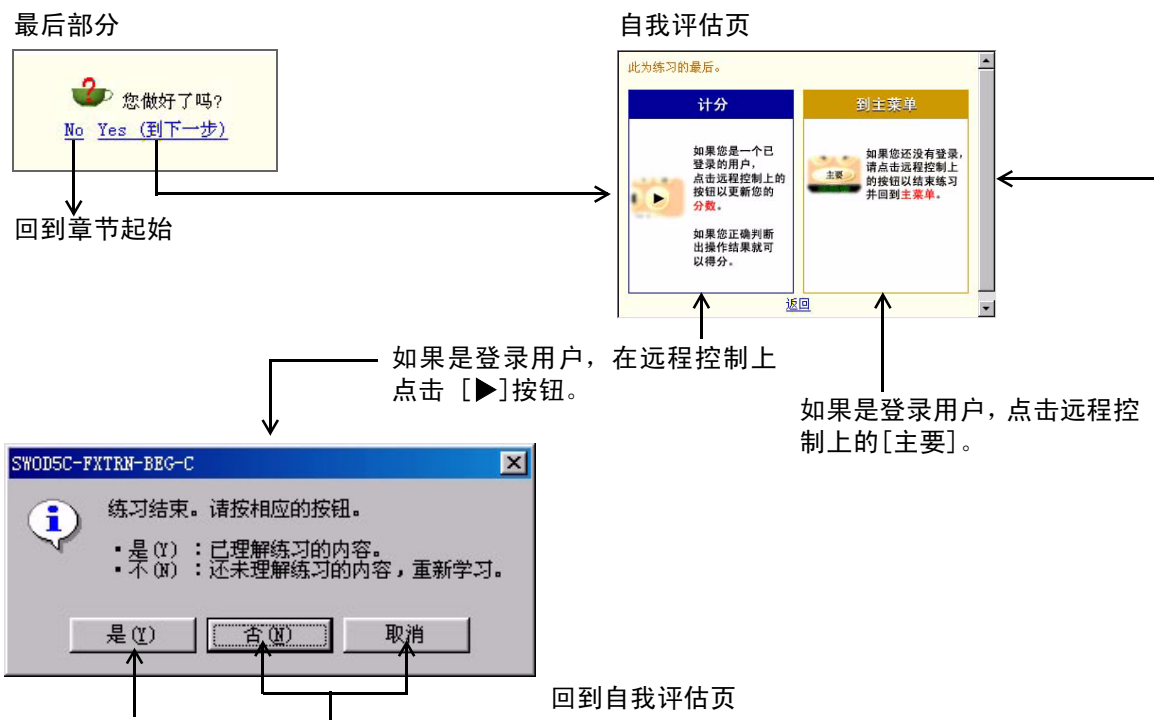 最后部分
您做好了吗?
No Yes (到下一步)
回到章节起始
自我评估页
此为练习的最后。
计分
如果您是一个已
登录的用户，
点击远程控制上的
按钮以更新您的
分数。
如果您正确判断
出操作结果就可
以得分。
到主菜单
主要
如果您还没有登录，
请点击远程控制上
的按钮以结束练习
并回到主菜单。
返回
如果是登录用户，在远程控制上
点击 [▶]按钮。
如果是登录用户，点击远程控
制上的[主要]。
SWOD5C-FXTRN-BEG-C
练习结束。请按相应的按钮。
▪是(Y) ：已理解练习的内容。
▪不(N) ：还未理解练习的内容，重新学习。
是(Y) 否(N) 取消
回到自我评估页